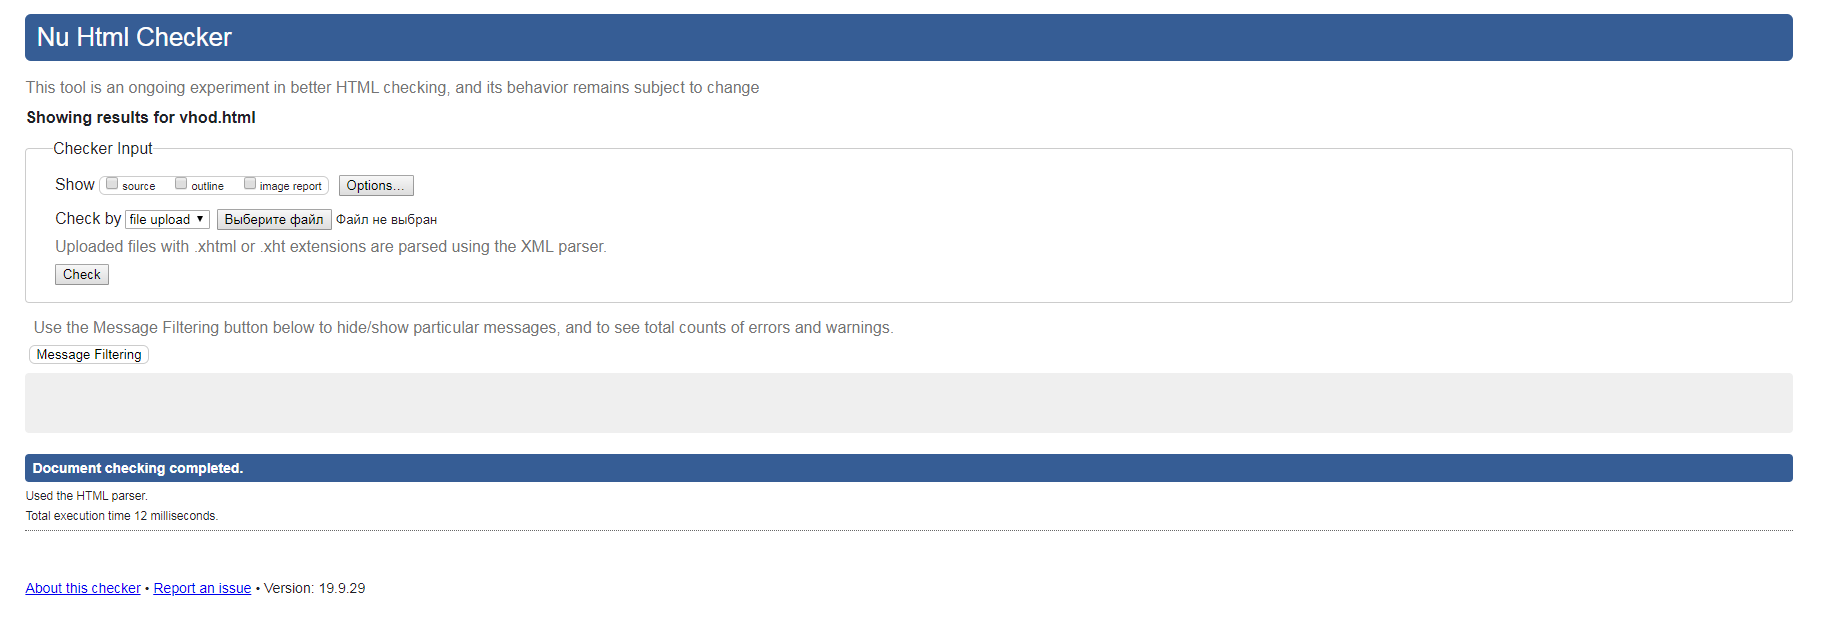 Nu Html Checker
This tool is an ongoing experiment in better HTML checking, and its behavior remains subject to change
Showing results for vhod.html
Checker Input
Show source outline image report Options...
Check by file upload Выберите файл Файл не выбран
Uploaded files with .xhtml or .xht extensions are parsed using the XML parser.
Check
Use the Message Filtering button below to hide/show particular messages, and to see total counts of errors and warnings.
Message Filtering
Document checking completed.
Used the HTML parser.
Total execution time 12 milliseconds.
About this checker • Report an issue • Version: 19.9.29